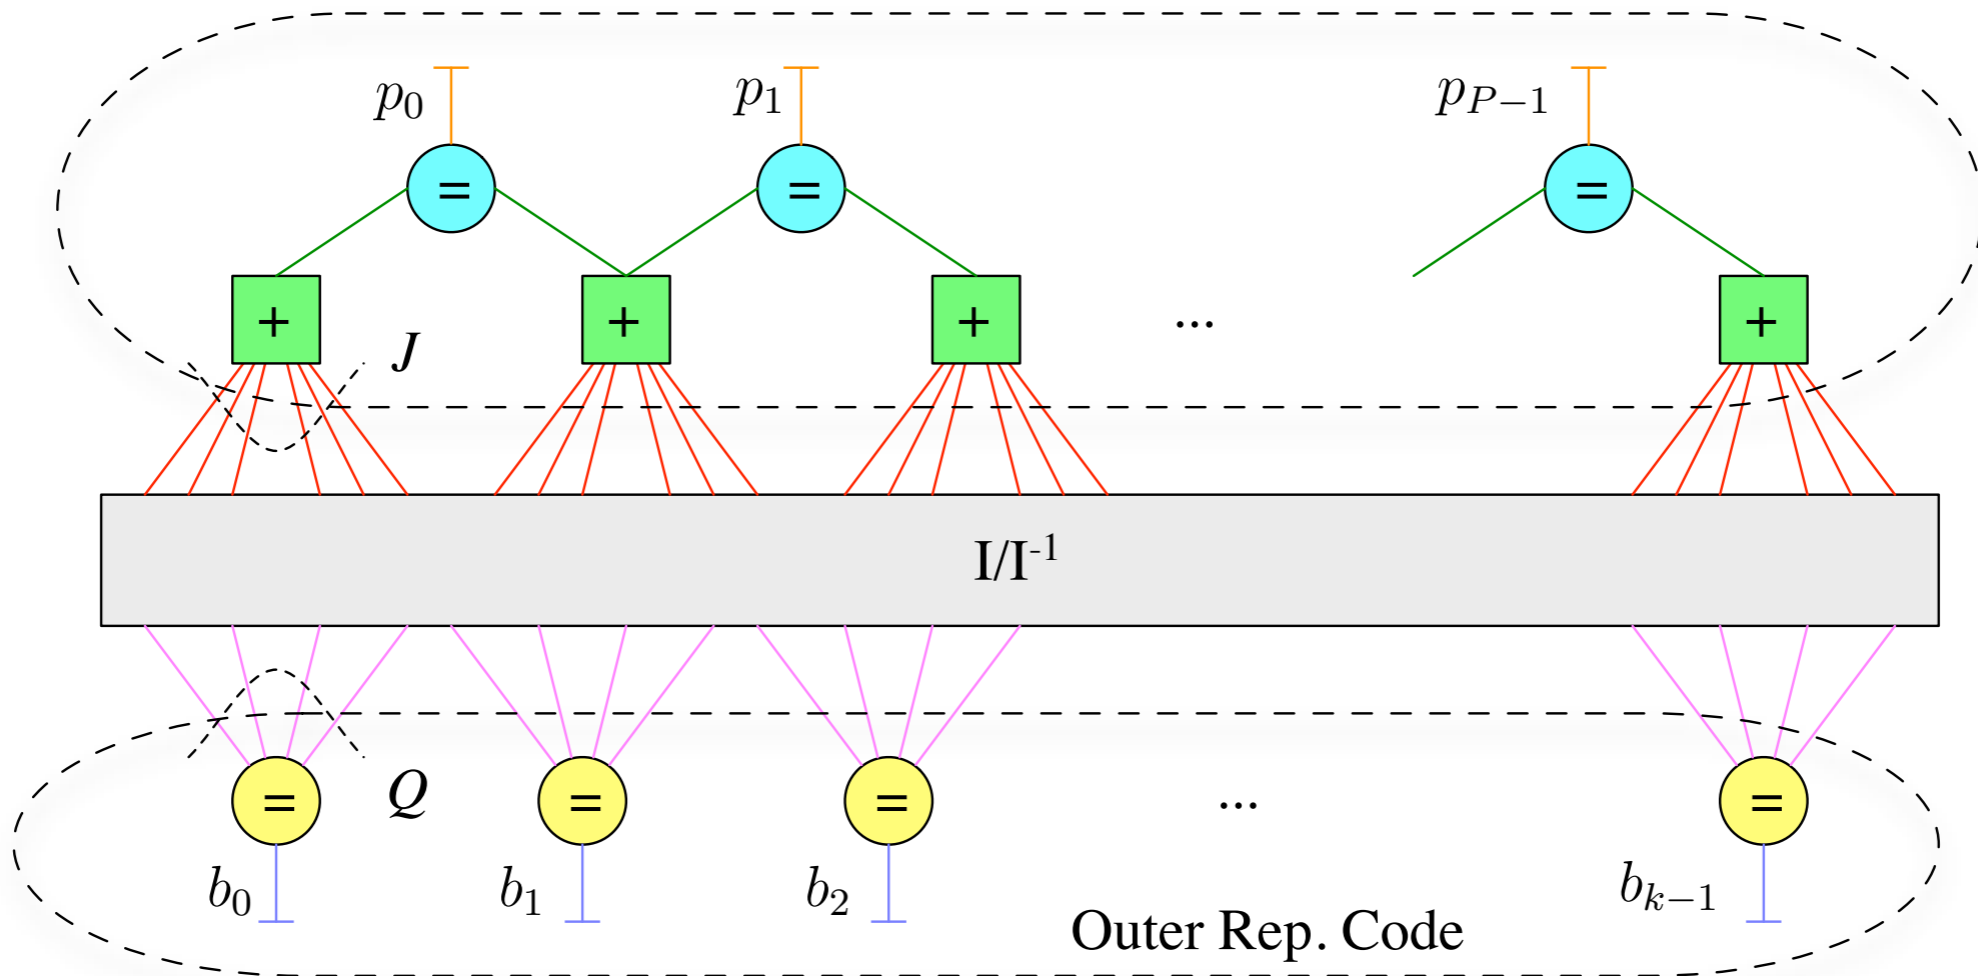 p₀ p₁ p_{P−1}
= = =
+ + + ... +
J
I/I⁻¹
Q
= = = ... =
b₀ b₁ b₂ b_{k−1}
Outer Rep. Code